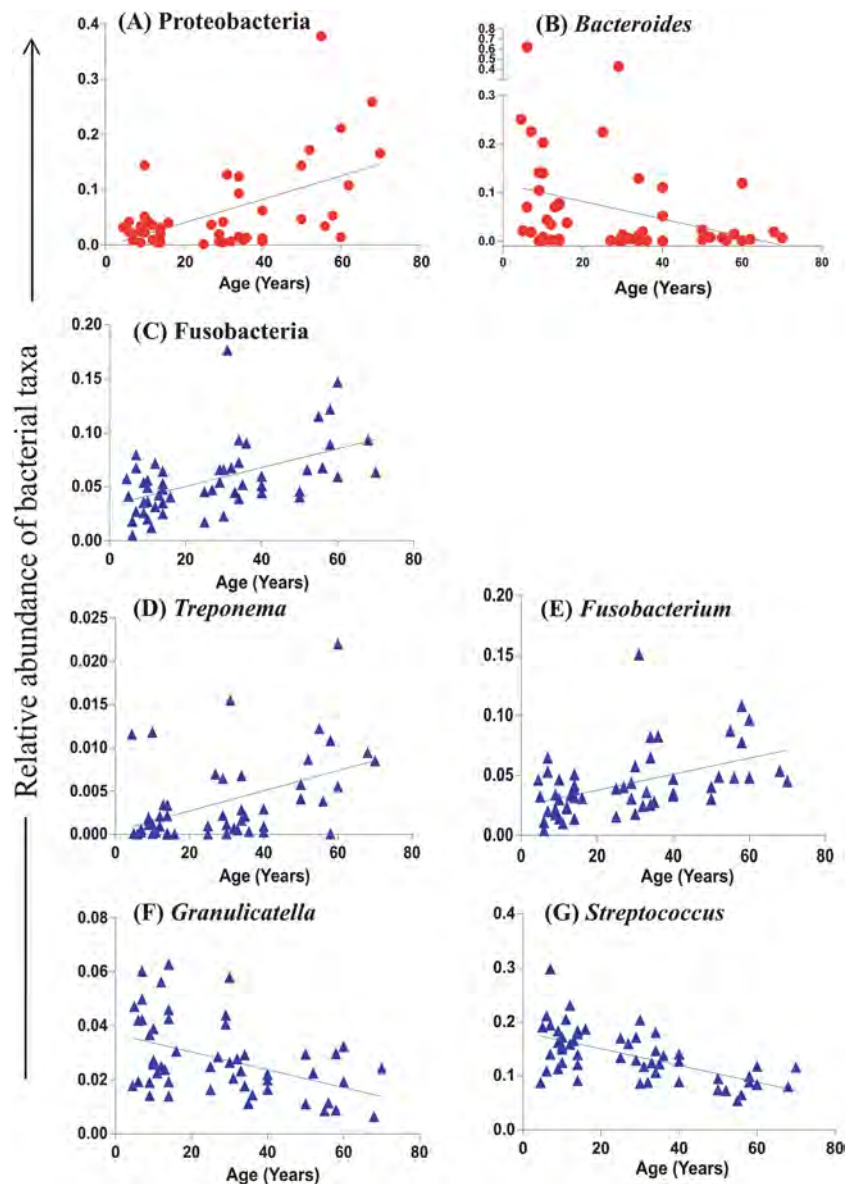 Relative abundance of bacterial taxa
(A) Proteobacteria
0.4
0.3
0.2
0.1
0.0
0 20 40 60 80
Age (Years)
(B) Bacteroides
0.8
0.7
0.6
0.5
0.4
0.3
0.2
0.1
0.0
0 20 40 60 80
Age (Years)
(C) Fusobacteria
0.20
0.15
0.10
0.05
0.00
0 20 40 60 80
Age (Years)
(D) Treponema
0.025
0.020
0.015
0.010
0.005
0.000
0 20 40 60 80
Age (Years)
(E) Fusobacterium
0.20
0.15
0.10
0.05
0.00
0 20 40 60 80
Age (Years)
(F) Granulicatella
0.08
0.06
0.04
0.02
0.00
0 20 40 60 80
Age (Years)
(G) Streptococcus
0.4
0.3
0.2
0.1
0.0
0 20 40 60 80
Age (Years)